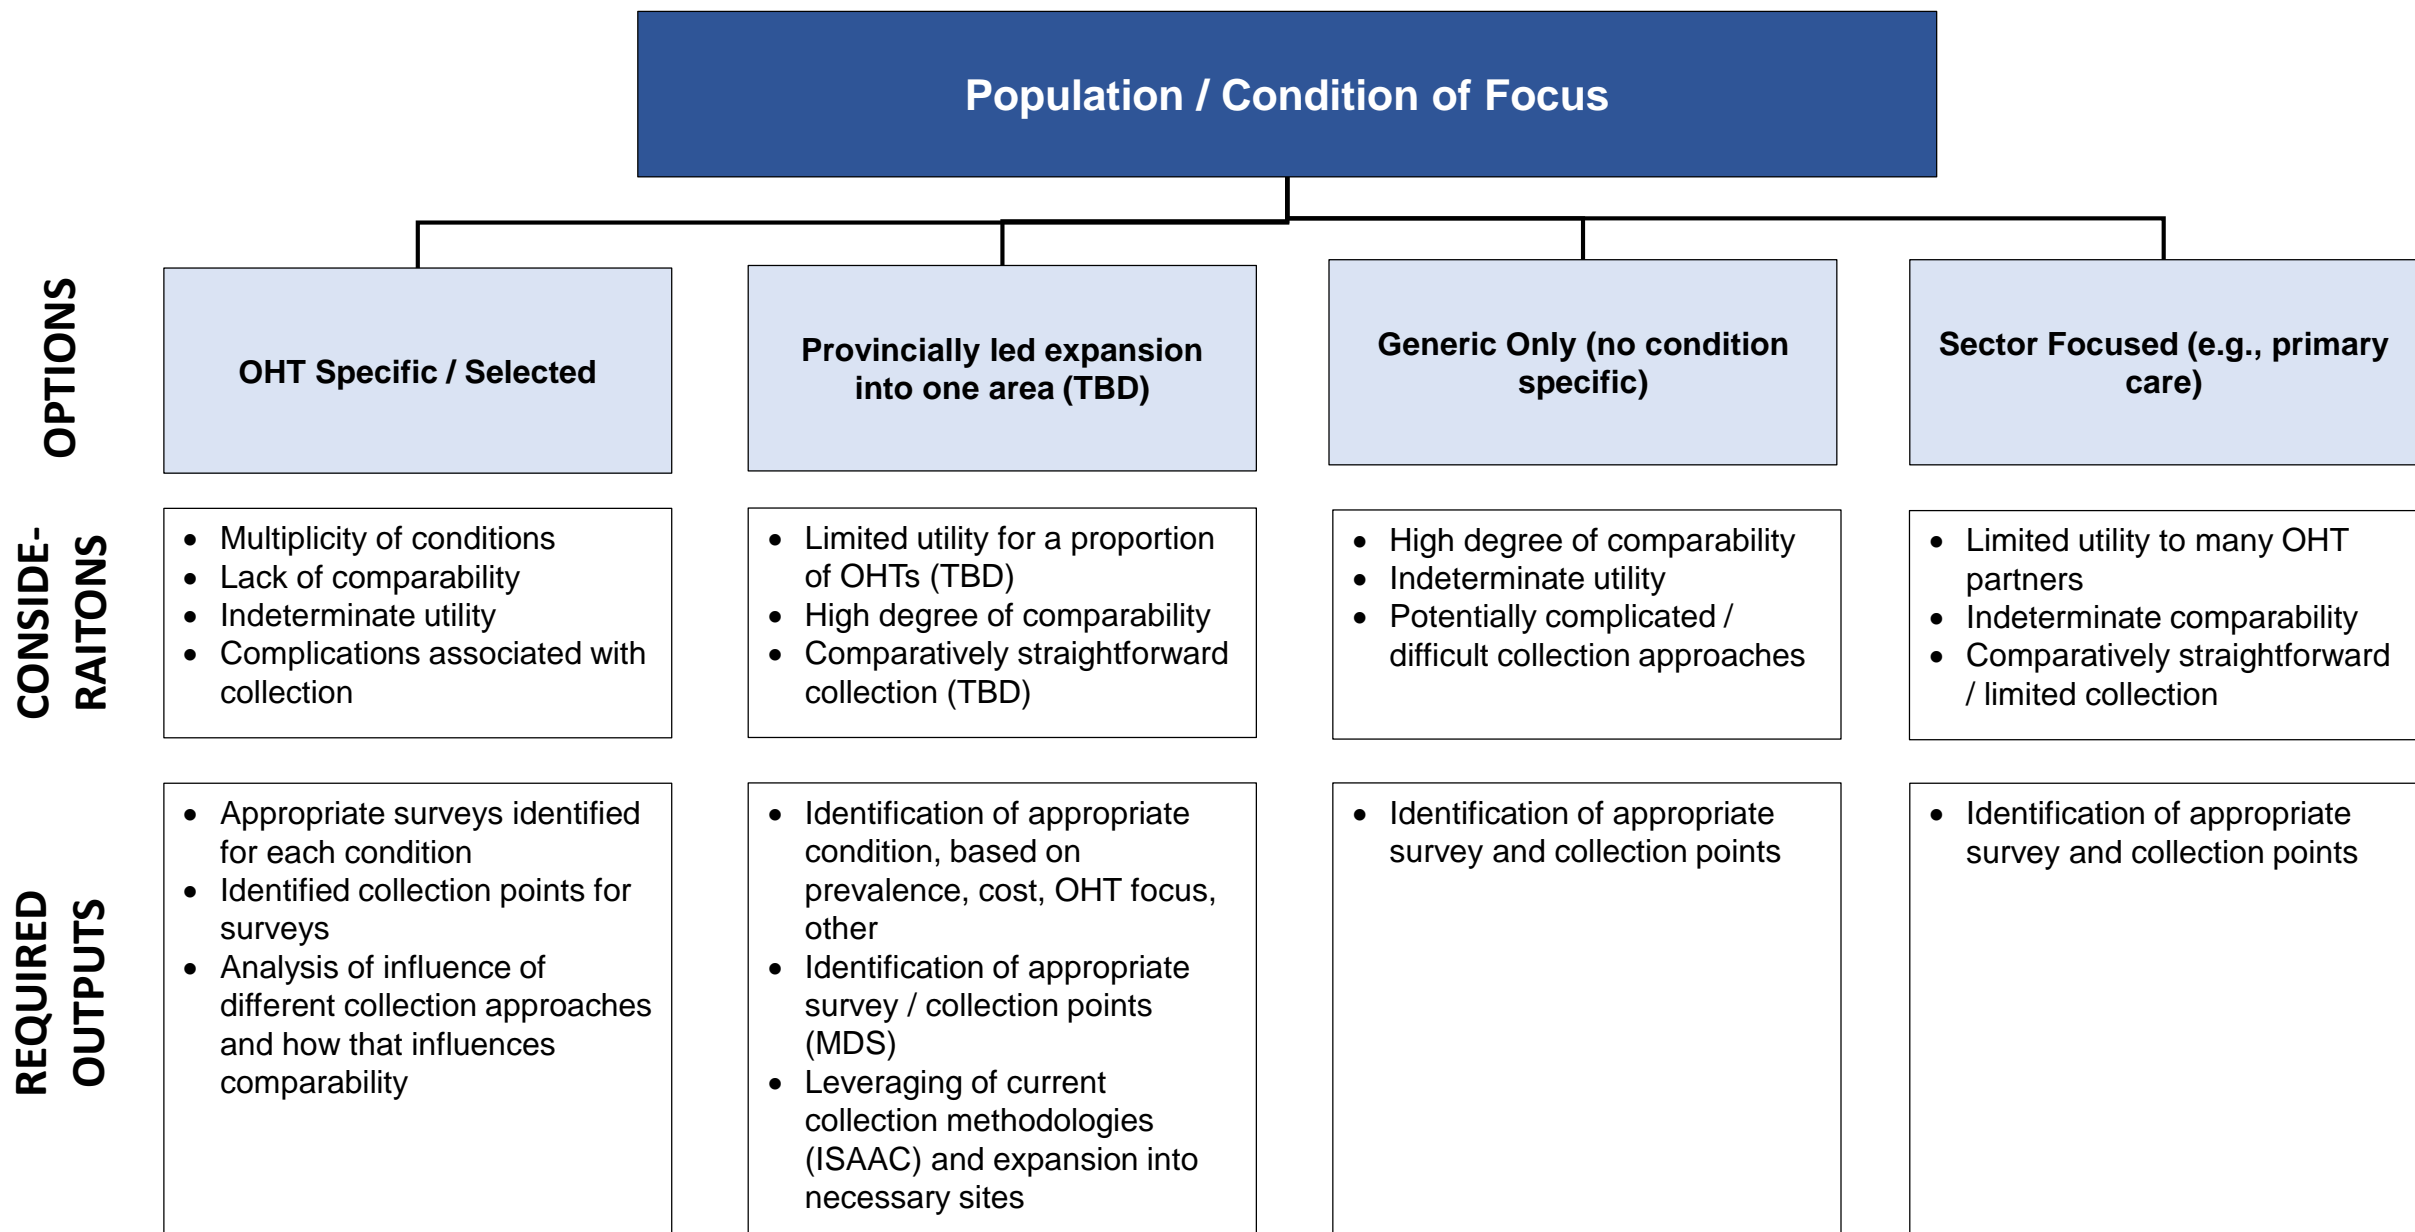 Population / Condition of Focus
OPTIONS
OHT Specific / Selected
Provincially led expansion
into one area (TBD)
Generic Only (no condition
specific)
Sector Focused (e.g., primary
care)
CONSIDE-
RAITONS
• Multiplicity of conditions
• Lack of comparability
• Indeterminate utility
• Complications associated with
collection
• Limited utility for a proportion
of OHTs (TBD)
• High degree of comparability
• Comparatively straightforward
collection (TBD)
• High degree of comparability
• Indeterminate utility
• Potentially complicated /
difficult collection approaches
• Limited utility to many OHT
partners
• Indeterminate comparability
• Comparatively straightforward
/ limited collection
REQUIRED
OUTPUTS
• Appropriate surveys identified
for each condition
• Identified collection points for
surveys
• Analysis of influence of
different collection approaches
and how that influences
comparability
• Identification of appropriate
condition, based on
prevalence, cost, OHT focus,
other
• Identification of appropriate
survey / collection points
(MDS)
• Leveraging of current
collection methodologies
(ISAAC) and expansion into
necessary sites
• Identification of appropriate
survey and collection points
• Identification of appropriate
survey and collection points